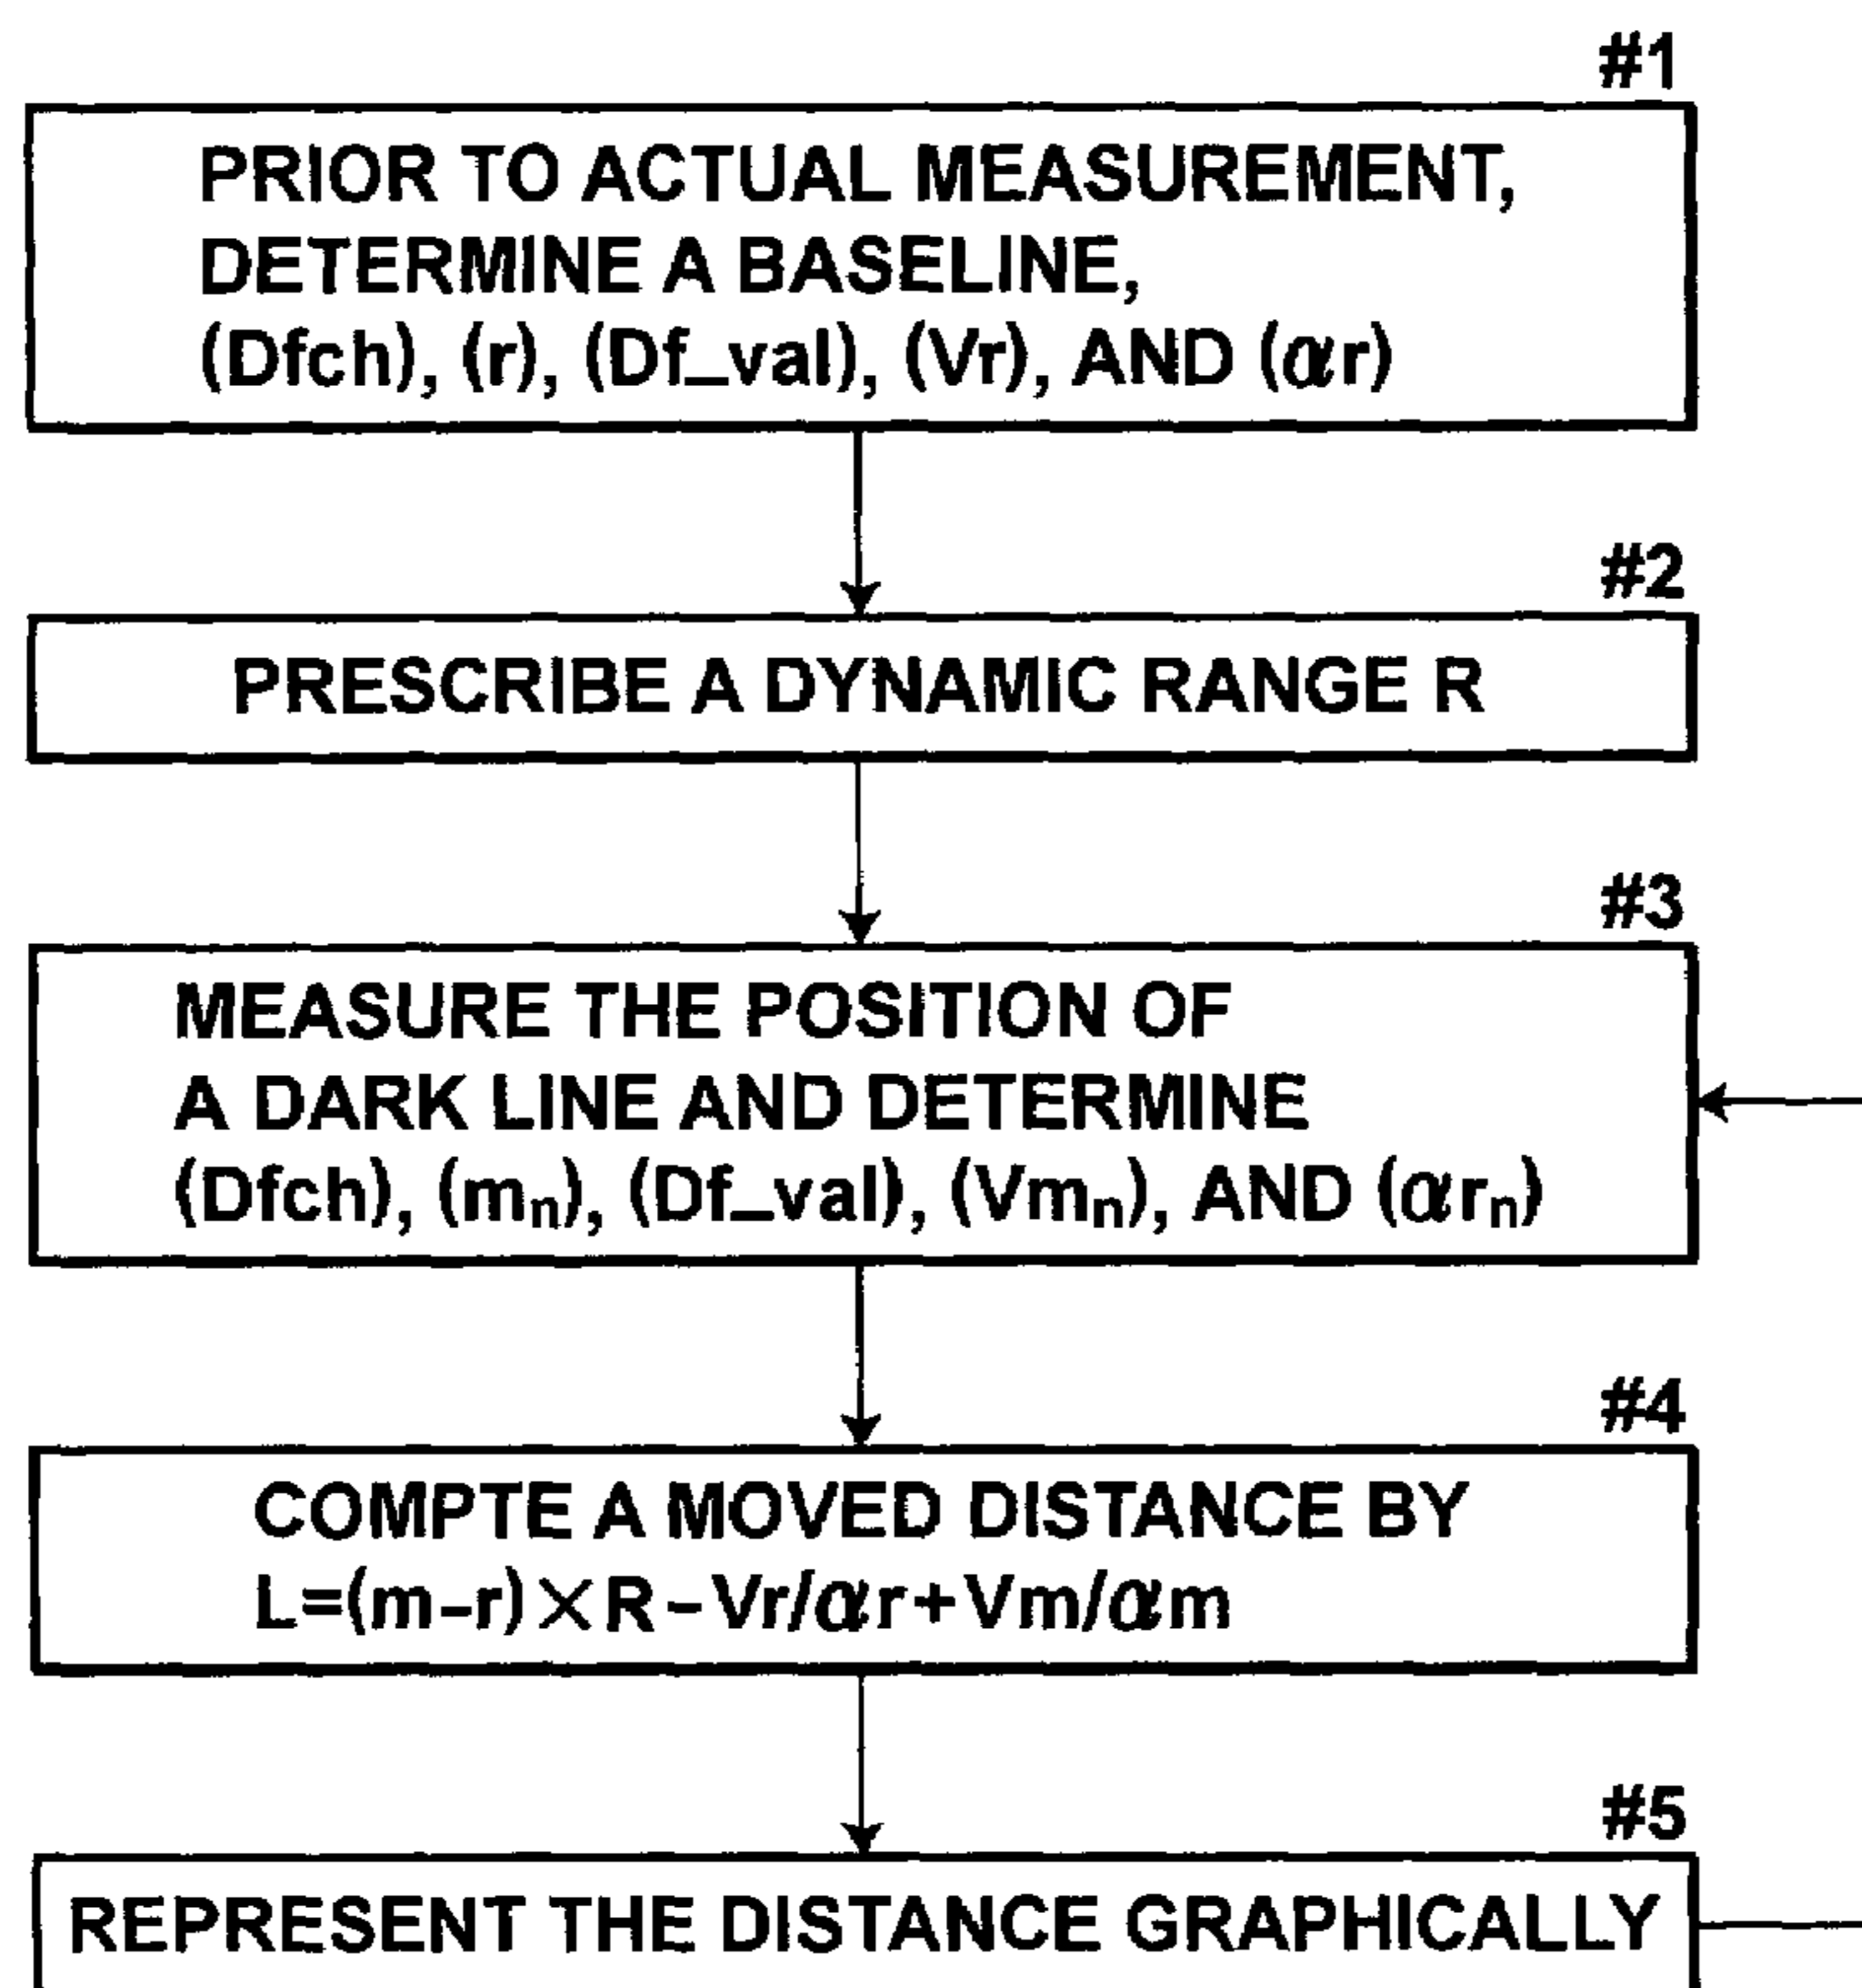 #1
PRIOR TO ACTUAL MEASUREMENT,
DETERMINE A BASELINE,
(Dfch), (r), (Df_val), (Vr), AND (αr)
#2
PRESCRIBE A DYNAMIC RANGE R
#3
MEASURE THE POSITION OF
A DARK LINE AND DETERMINE
(Dfch), (mₙ), (Df_val), (Vmₙ), AND (αrₙ)
#4
COMPTE A MOVED DISTANCE BY
L=(m-r)×R-Vr/αr+Vm/αm
#5
REPRESENT THE DISTANCE GRAPHICALLY